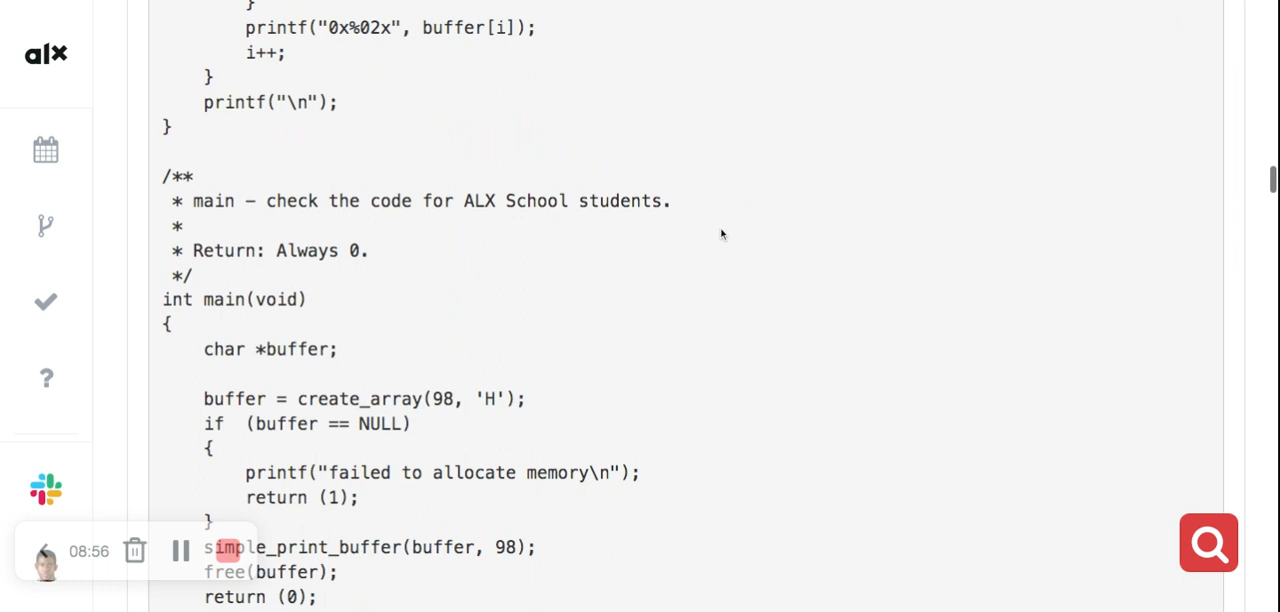 alx
}
printf("0x%02x", buffer[i]);
i++;
}
printf("\n");
}
/**
* main - check the code for ALX School students.
*
* Return: Always 0.
*/
int main(void)
{
char *buffer;
buffer = create_array(98, 'H');
if  (buffer == NULL)
{
printf("failed to allocate memory\n");
return (1);
}
simple_print_buffer(buffer, 98);
free(buffer);
return (0);
?
08:56